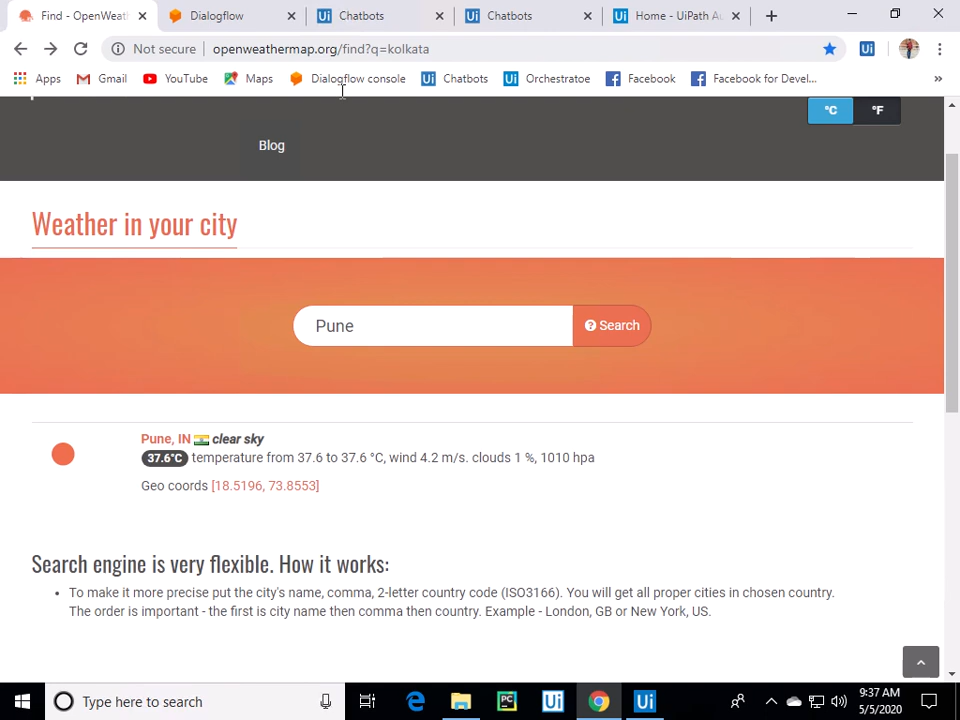 Find - OpenWeath
Dialogflow
Chatbots
Chatbots
Home - UiPath Au
Not secure
openweathermap.org/find?q=kolkata
Apps
Gmail
YouTube
Maps
Dialogflow console
Chatbots
Orchestratoe
Facebook
Facebook for Devel...
°C
°F
Blog
Weather in your city
Pune
Search
Pune, IN clear sky
37.6°C temperature from 37.6 to 37.6 °C, wind 4.2 m/s. clouds 1 %, 1010 hpa
Geo coords [18.5196, 73.8553]
Search engine is very flexible. How it works:
• To make it more precise put the city's name, comma, 2-letter country code (ISO3166). You will get all proper cities in chosen country.
The order is important - the first is city name then comma then country. Example - London, GB or New York, US.
Type here to search
9:37 AM
5/5/2020